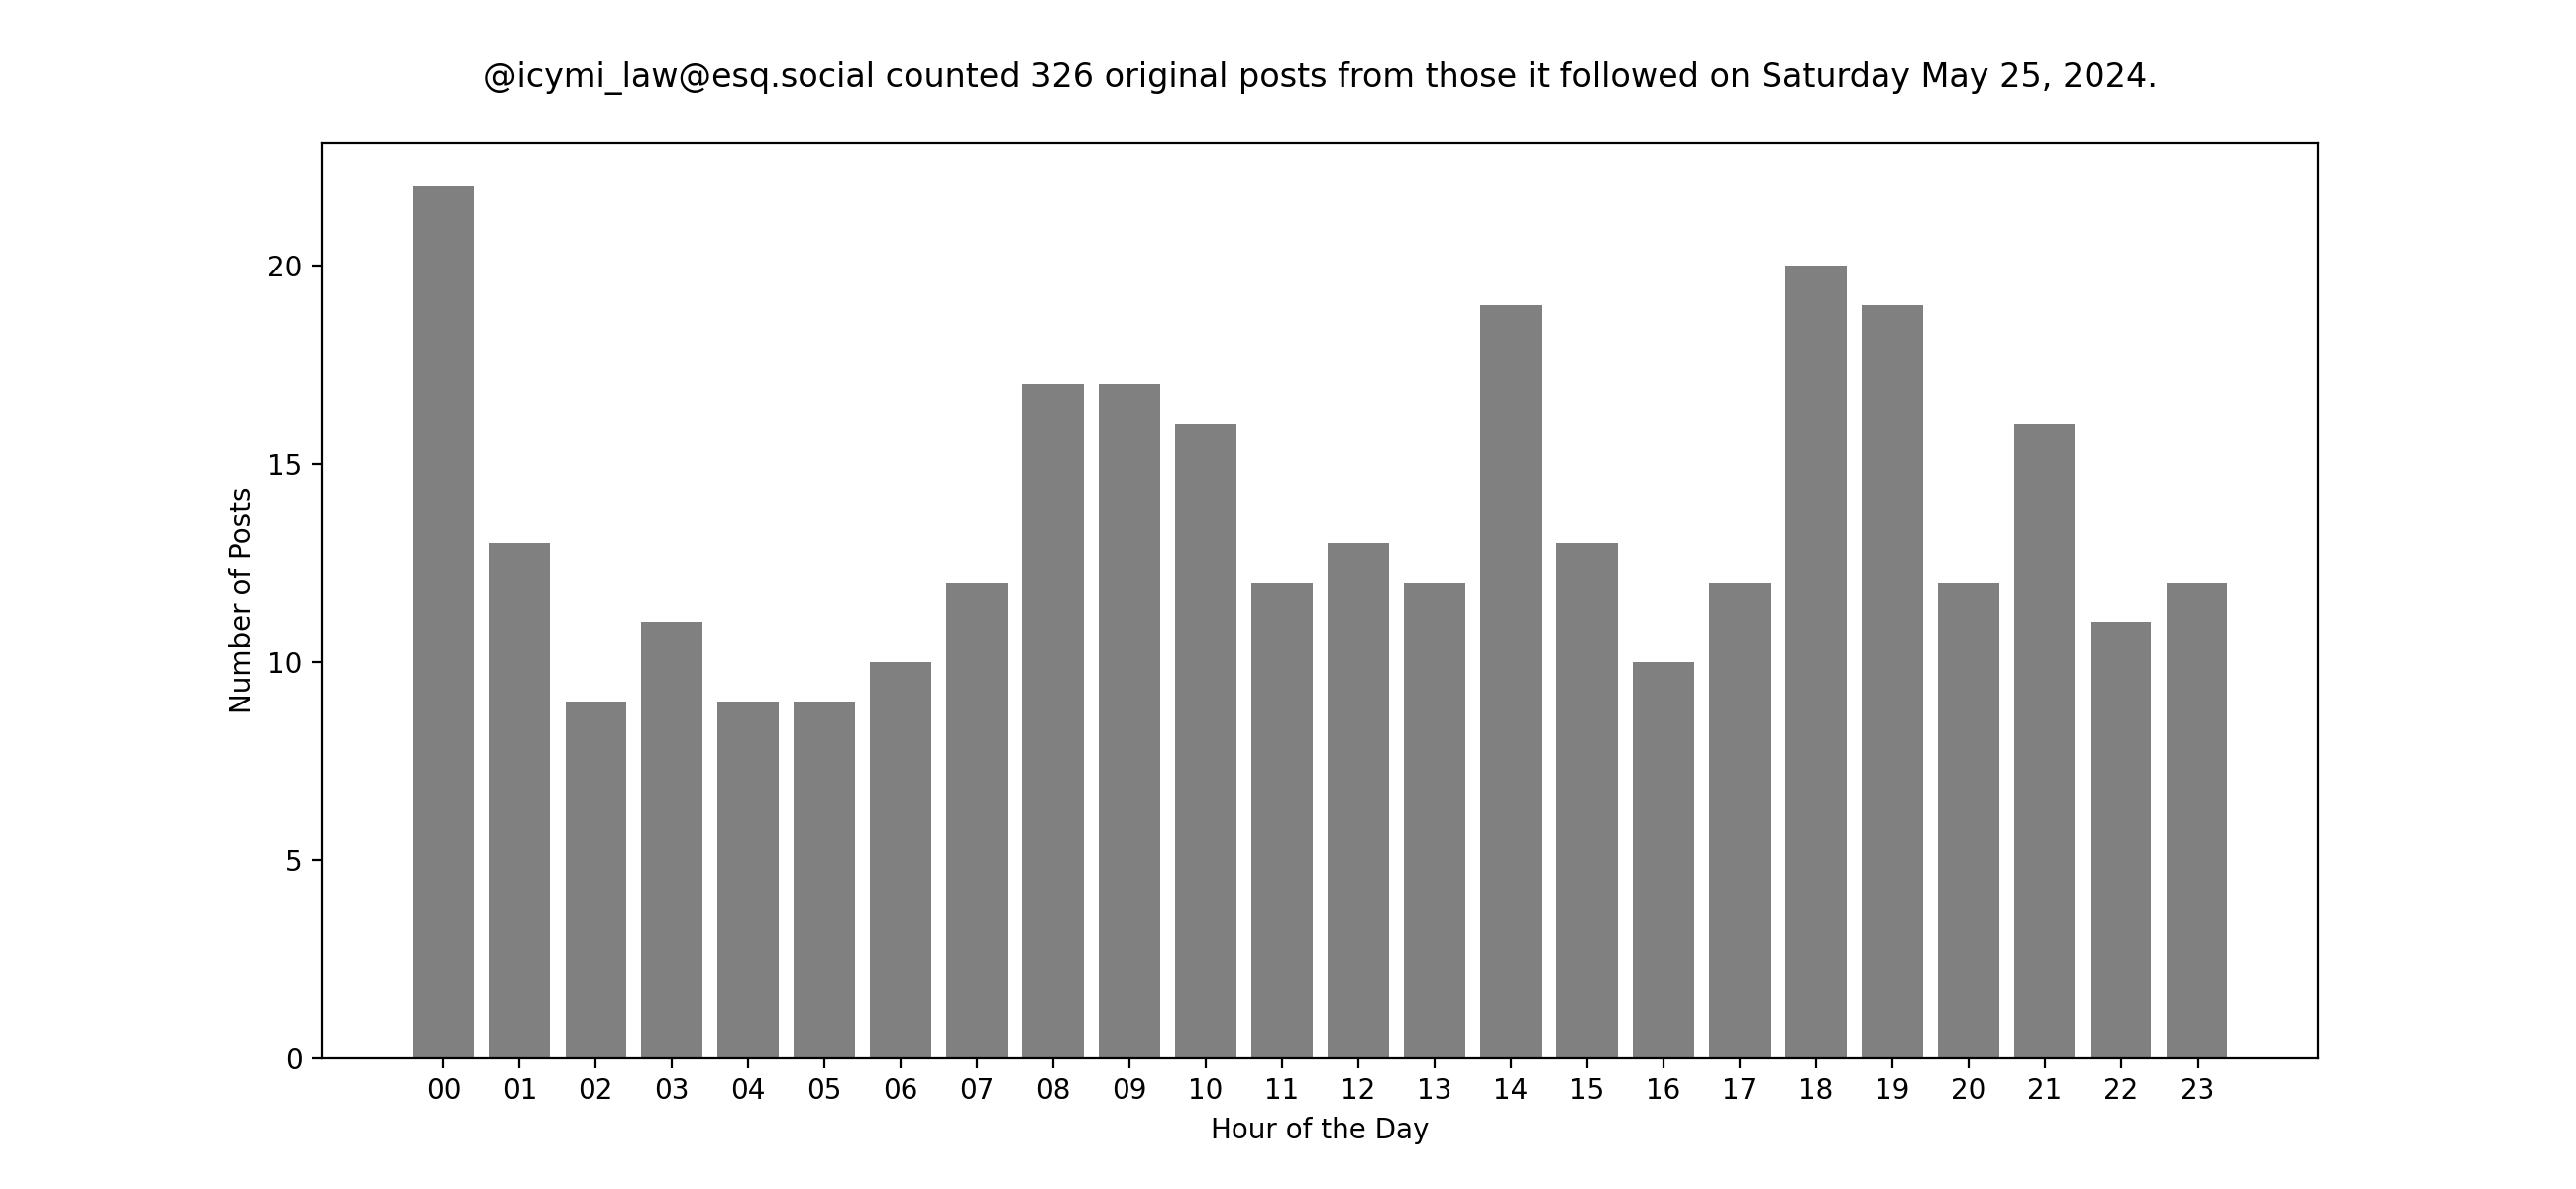 @icymi_law@esq.social counted 326 original posts from those it followed on Saturday May 25, 2024.
20
15
10
5
0
Number of Posts
00 01 02 03 04 05 06 07 08 09 10 11 12 13 14 15 16 17 18 19 20 21 22 23
Hour of the Day